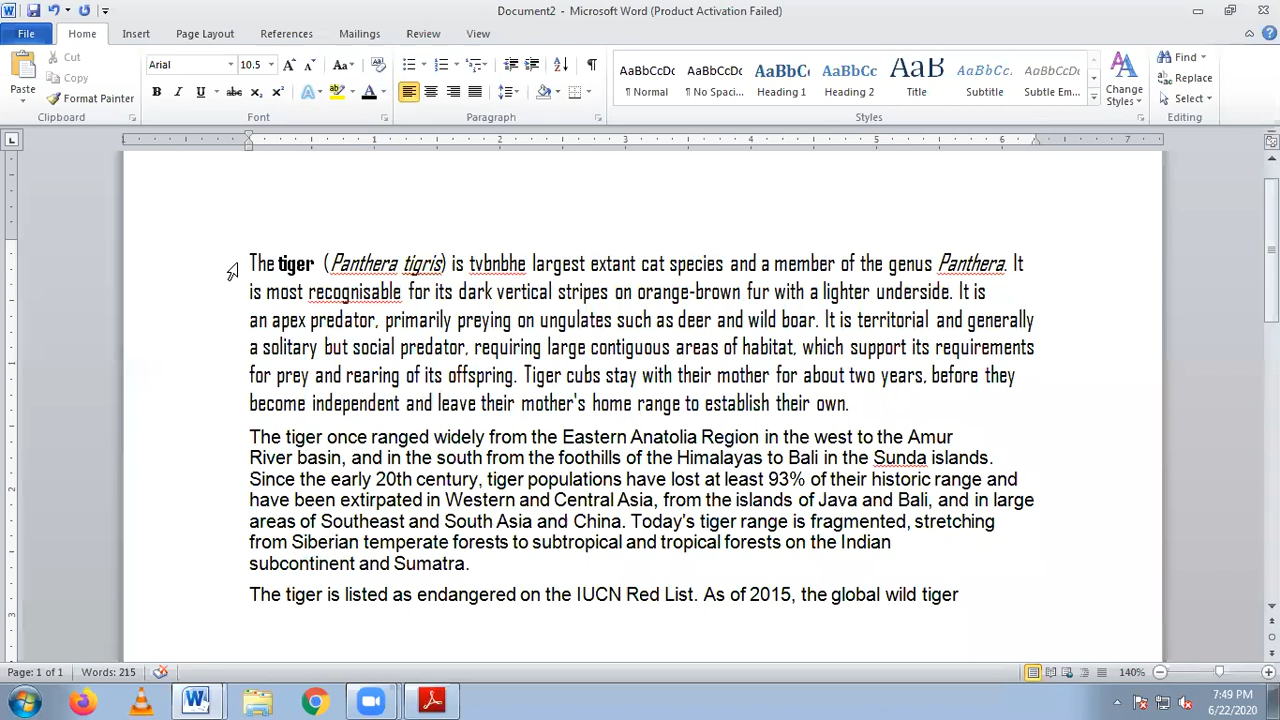 Document2 - Microsoft Word (Product Activation Failed)
File Home Insert Page Layout References Mailings Review View
Paste Cut Copy Format Painter
Arial 10.5
AaBbCcDc AaBbCcDc AaBbCc AaBbCc AaB AaBbCcI AaBbCcDc
¶ Normal ¶ No Spaci... Heading 1 Heading 2 Title Subtitle Subtle Em...
Change Styles
Find Replace Select
Clipboard Font Paragraph Styles Editing
1 2 3 4 5 6 7
The tiger (Panthera tigris) is tvbnbhe largest extant cat species and a member of the genus Panthera. It
is most recognisable for its dark vertical stripes on orange-brown fur with a lighter underside. It is
an apex predator, primarily preying on ungulates such as deer and wild boar. It is territorial and generally
a solitary but social predator, requiring large contiguous areas of habitat, which support its requirements
for prey and rearing of its offspring. Tiger cubs stay with their mother for about two years, before they
become independent and leave their mother's home range to establish their own.
The tiger once ranged widely from the Eastern Anatolia Region in the west to the Amur
River basin, and in the south from the foothills of the Himalayas to Bali in the Sunda islands.
Since the early 20th century, tiger populations have lost at least 93% of their historic range and
have been extirpated in Western and Central Asia, from the islands of Java and Bali, and in large
areas of Southeast and South Asia and China. Today's tiger range is fragmented, stretching
from Siberian temperate forests to subtropical and tropical forests on the Indian
subcontinent and Sumatra.
The tiger is listed as endangered on the IUCN Red List. As of 2015, the global wild tiger
Page: 1 of 1 Words: 215 140%
7:49 PM
6/22/2020